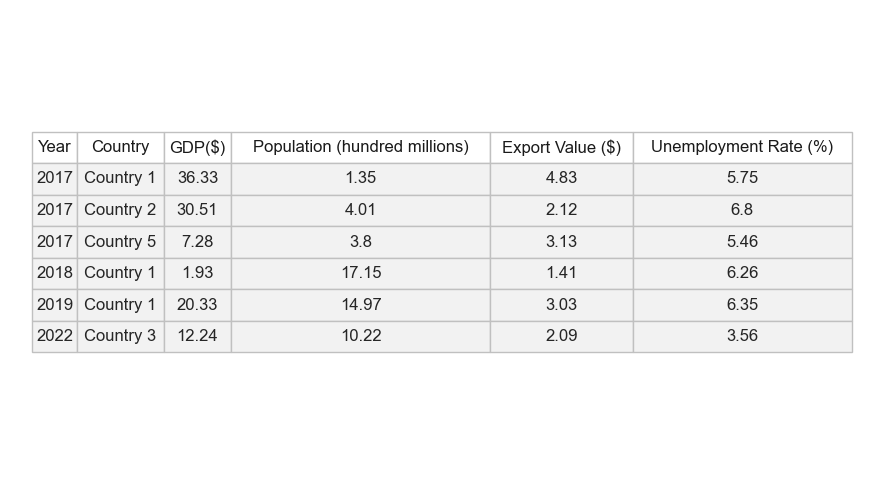 Year Country GDP($) Population (hundred millions) Export Value ($) Unemployment Rate (%)
2017 Country 1 36.33 1.35 4.83 5.75
2017 Country 2 30.51 4.01 2.12 6.8
2017 Country 5 7.28 3.8 3.13 5.46
2018 Country 1 1.93 17.15 1.41 6.26
2019 Country 1 20.33 14.97 3.03 6.35
2022 Country 3 12.24 10.22 2.09 3.56